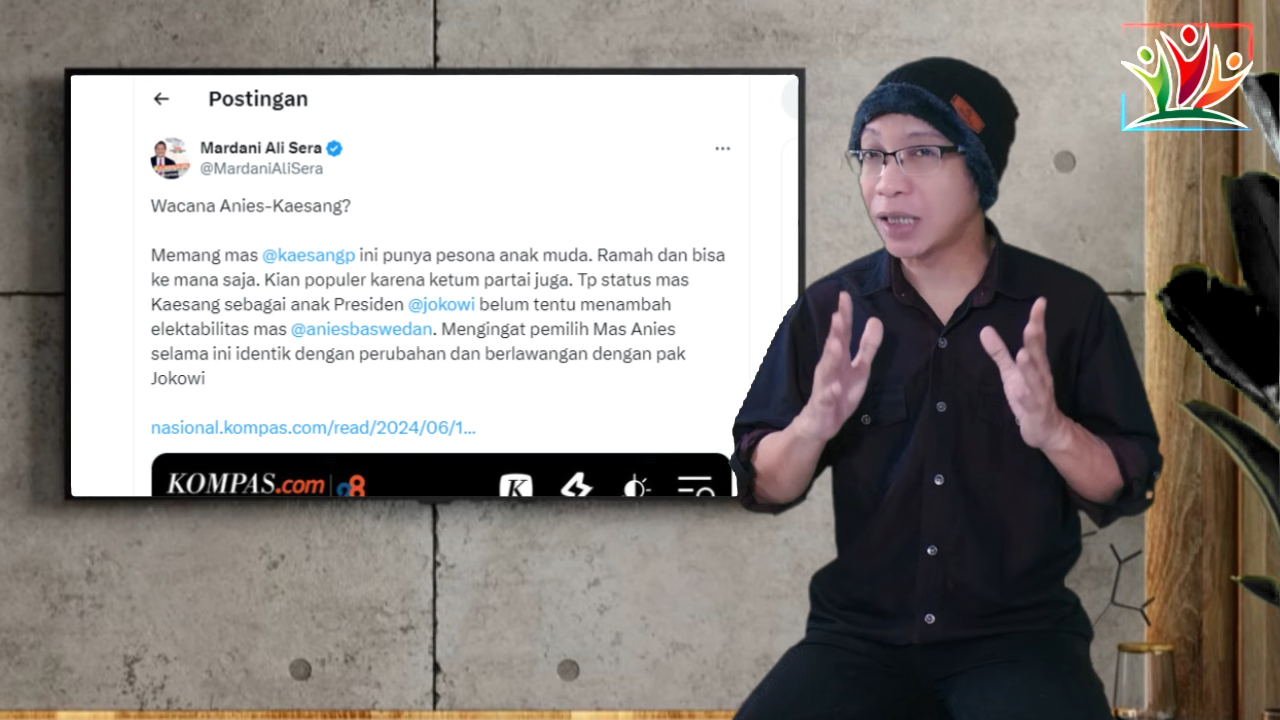 Postingan
Mardani Ali Sera
@MardaniAliSera
Wacana Anies-Kaesang?
Memang mas @kaesangp ini punya pesona anak muda. Ramah dan bisa
ke mana saja. Kian populer karena ketum partai juga. Tp status mas
Kaesang sebagai anak Presiden @jokowi belum tentu menambah
elektabilitas mas @aniesbaswedan. Mengingat pemilih Mas Anies
selama ini identik dengan perubahan dan berlawangan dengan pak
Jokowi
nasional.kompas.com/read/2024/06/1...
KOMPAS.com K